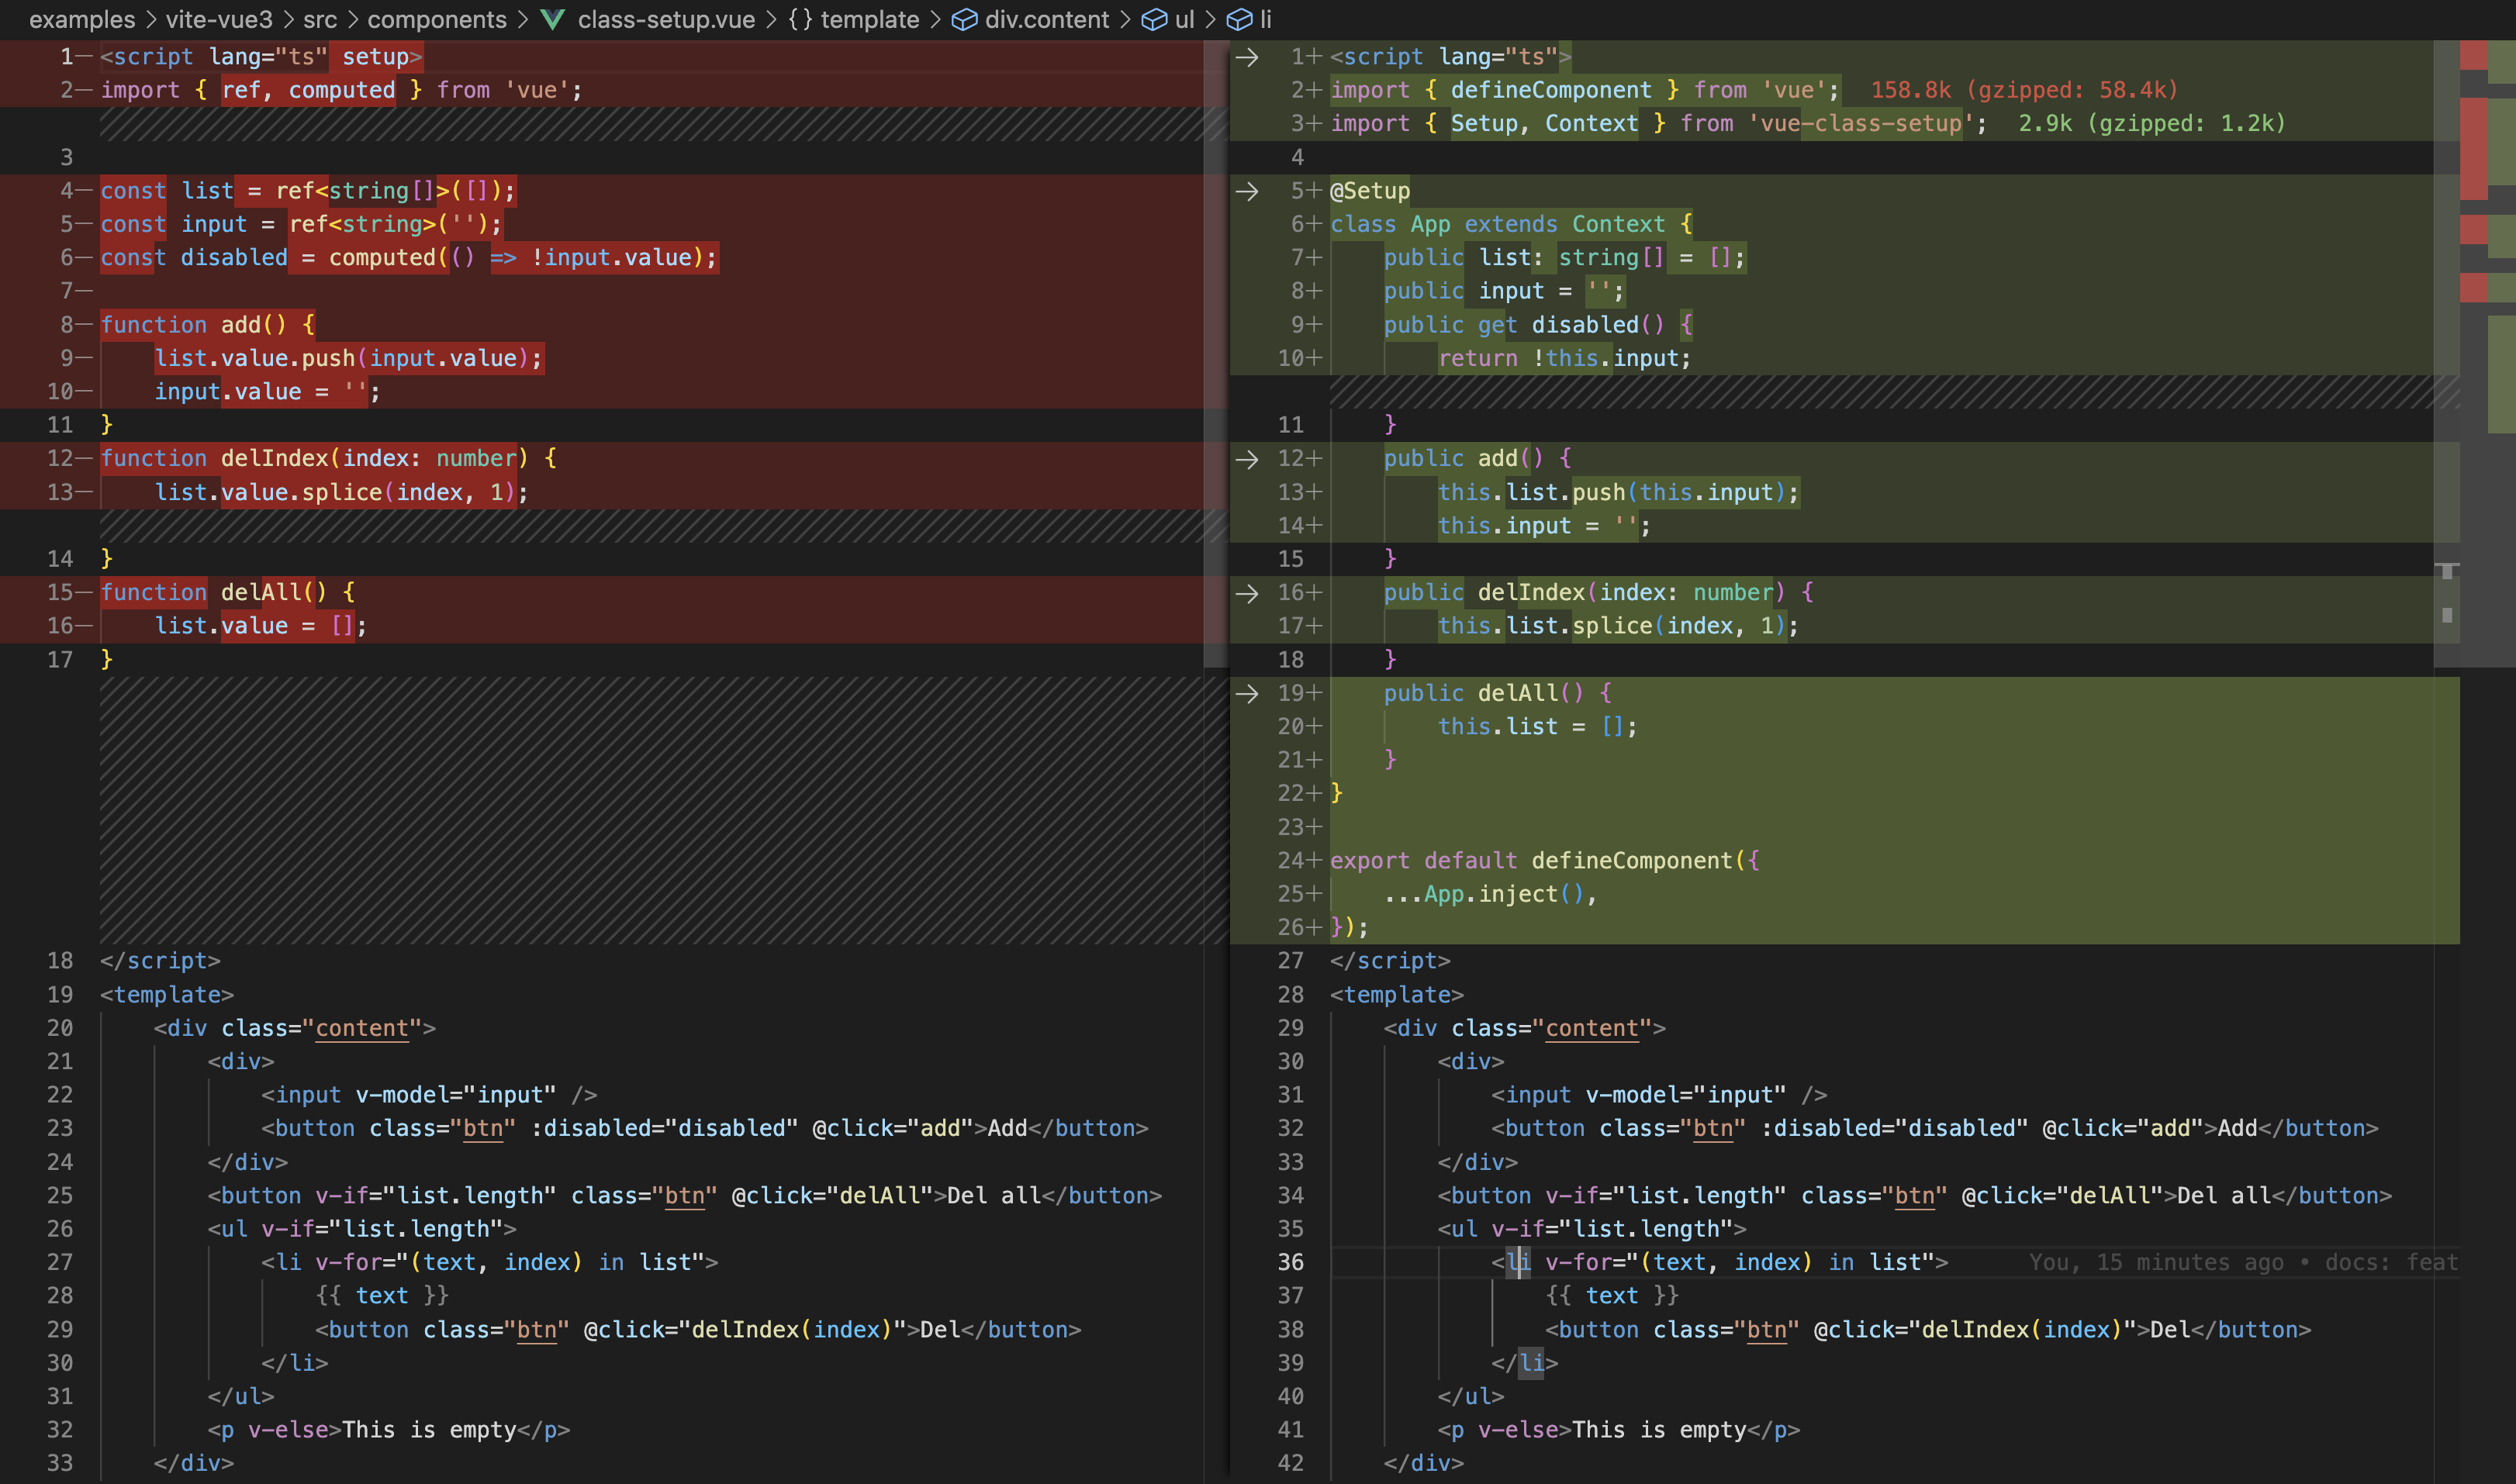 examples > vite-vue3 > src > components > class-setup.vue > {} template > div.content > ul > li
1— <script lang="ts" setup>
2— import { ref, computed } from 'vue';
3
4— const list = ref<string[]>([]);
5— const input = ref<string>('');
6— const disabled = computed(() => !input.value);
7—
8— function add() {
9— list.value.push(input.value);
10— input.value = '';
11 }
12— function delIndex(index: number) {
13— list.value.splice(index, 1);
14 }
15— function delAll() {
16— list.value = [];
17 }
18 </script>
19 <template>
20 <div class="content">
21 <div>
22 <input v-model="input" />
23 <button class="btn" :disabled="disabled" @click="add">Add</button>
24 </div>
25 <button v-if="list.length" class="btn" @click="delAll">Del all</button>
26 <ul v-if="list.length">
27 <li v-for="(text, index) in list">
28 {{ text }}
29 <button class="btn" @click="delIndex(index)">Del</button>
30 </li>
31 </ul>
32 <p v-else>This is empty</p>
33 </div>
1+ <script lang="ts">
2+ import { defineComponent } from 'vue'; 158.8k (gzipped: 58.4k)
3+ import { Setup, Context } from 'vue-class-setup'; 2.9k (gzipped: 1.2k)
4
5+ @Setup
6+ class App extends Context {
7+ public list: string[] = [];
8+ public input = '';
9+ public get disabled() {
10+ return !this.input;
11 }
12+ public add() {
13+ this.list.push(this.input);
14+ this.input = '';
15 }
16+ public delIndex(index: number) {
17+ this.list.splice(index, 1);
18 }
19+ public delAll() {
20+ this.list = [];
21+ }
22+ }
23+
24+ export default defineComponent({
25+ ...App.inject(),
26+ });
27 </script>
28 <template>
29 <div class="content">
30 <div>
31 <input v-model="input" />
32 <button class="btn" :disabled="disabled" @click="add">Add</button>
33 </div>
34 <button v-if="list.length" class="btn" @click="delAll">Del all</button>
35 <ul v-if="list.length">
36 <li v-for="(text, index) in list"> You, 15 minutes ago • docs: feat
37 {{ text }}
38 <button class="btn" @click="delIndex(index)">Del</button>
39 </li>
40 </ul>
41 <p v-else>This is empty</p>
42 </div>